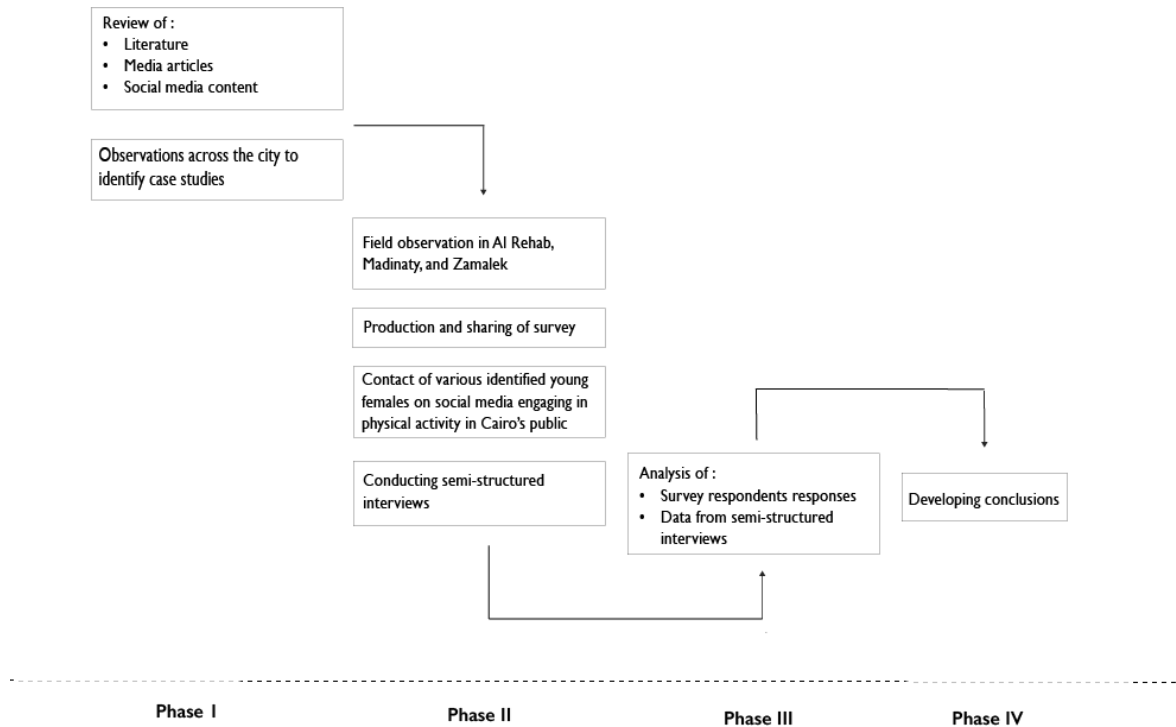 Review of :
• Literature
• Media articles
• Social media content
Observations across the city to
identify case studies
Field observation in Al Rehab,
Madinaty, and Zamalek
Production and sharing of survey
Contact of various identified young
females on social media engaging in
physical activity in Cairo's public
Conducting semi-structured
interviews
Analysis of :
• Survey respondents responses
• Data from semi-structured
interviews
Developing conclusions
Phase I
Phase II
Phase III
Phase IV